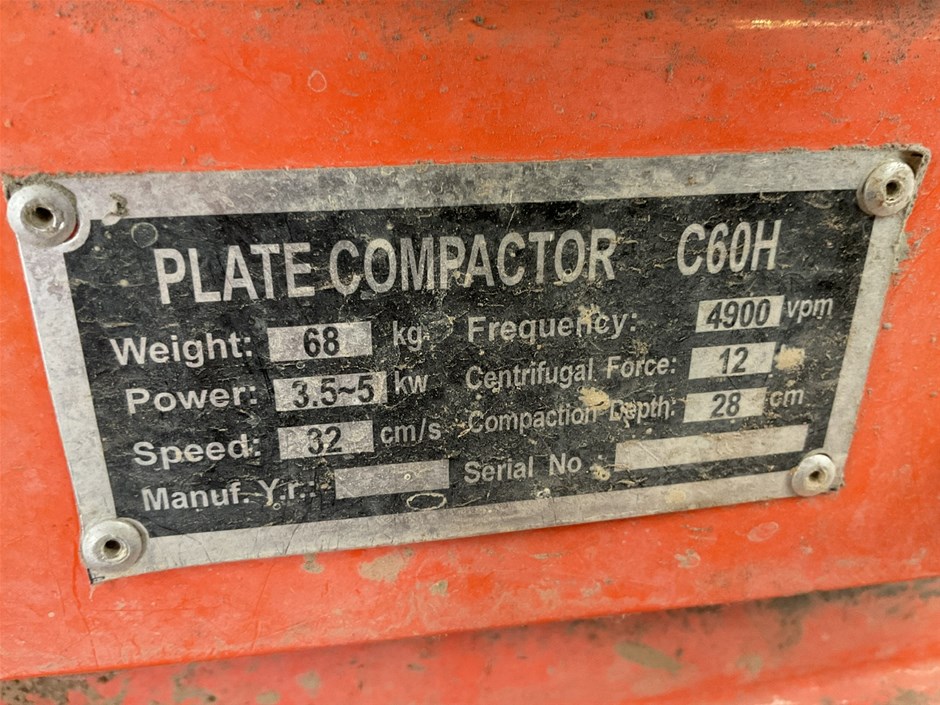 PLATE COMPACTOR C60H
Weight: 68 kg Frequency: 4900 vpm
Power: 3.5~5 kw Centrifugal Force: 12
Speed: 32 cm/s Compaction Depth: 28 cm
Manuf. Y.r.: Serial No.: